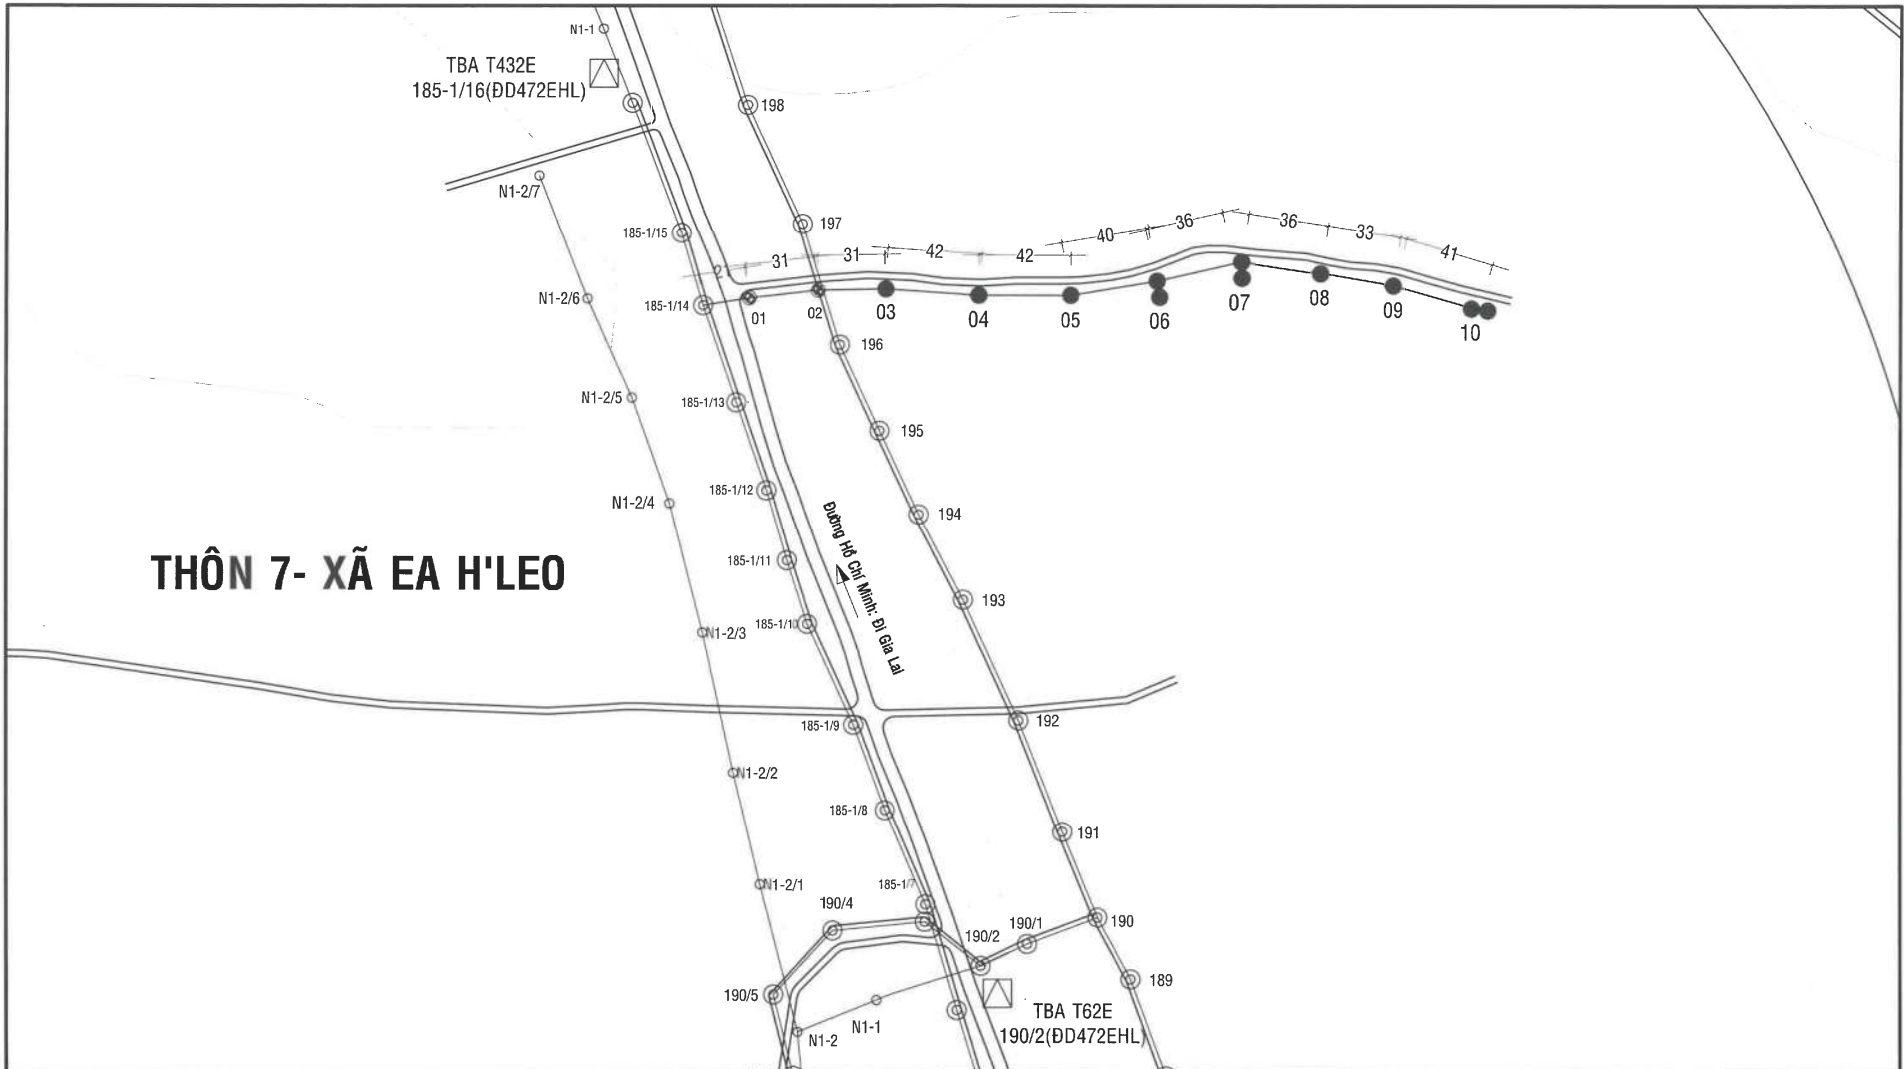 N1-1
TBA T432E
185-1/16(ĐD472EHL)
198
N1-2/7
197
185-1/15
21
31
31
42
42
40
36
36
33
41
N1-2/6
185-1/14
01
02
03
04
05
06
07
08
09
10
196
N1-2/5
185-1/13
195
185-1/12
N1-2/4
194
Đường Hồ Chí Minh: Đi Gia Lai
185-1/11
THÔN 7- XÃ EA H'LEO
193
185-1/10
N1-2/3
192
185-1/9
N1-2/2
185-1/8
191
185-1/7
N1-2/1
190/4
190/1
190
190/2
189
190/5
N1-1
N1-2
TBA T62E
190/2(ĐD472EHL)